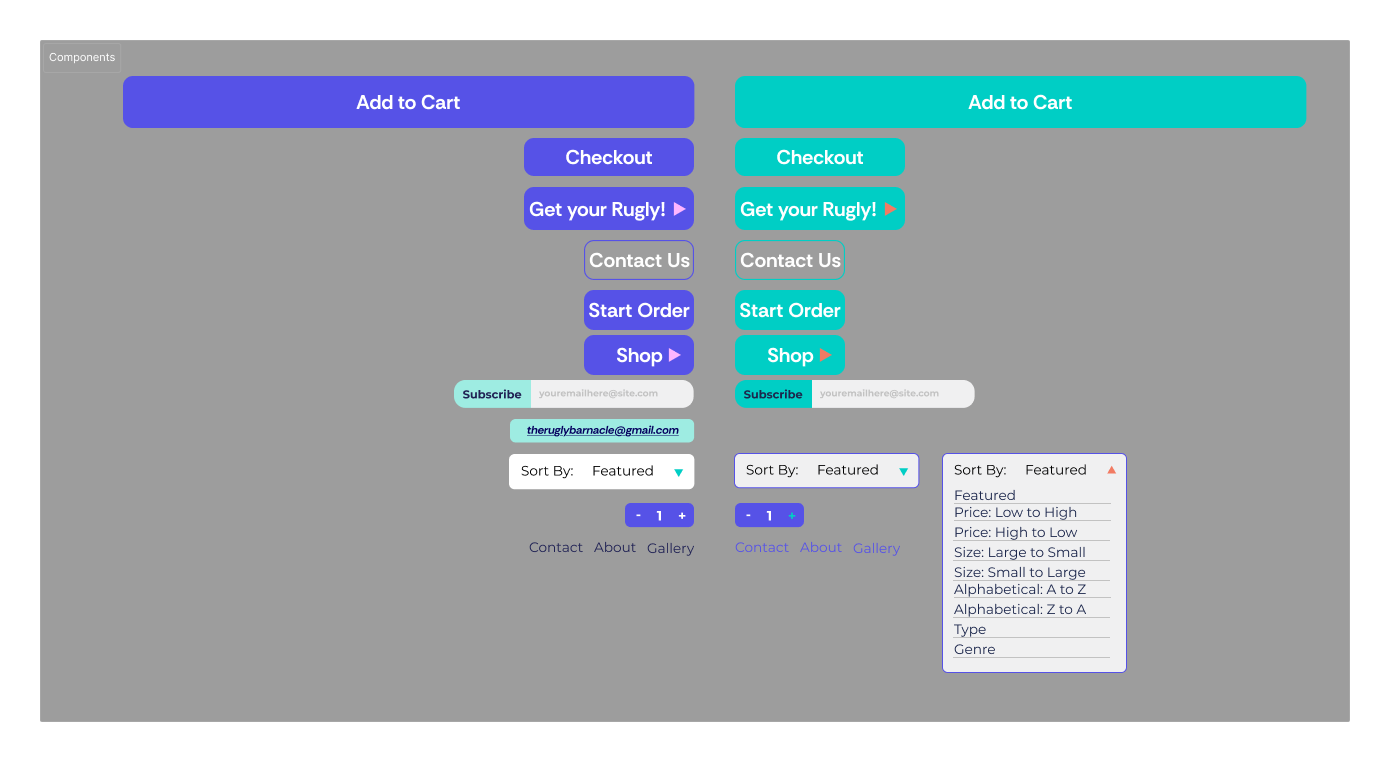 Components
Add to Cart
Add to Cart
Checkout
Checkout
Get your Rugly!
Get your Rugly!
Contact Us
Contact Us
Start Order
Start Order
Shop
Shop
Subscribe youremailhere@site.com
Subscribe youremailhere@site.com
theruglybarnacle@gmail.com
Sort By: Featured
Sort By: Featured
Sort By: Featured
Featured
Price: Low to High
Price: High to Low
Size: Large to Small
Size: Small to Large
Alphabetical: A to Z
Alphabetical: Z to A
Type
Genre
- 1 +
- 1 +
Contact About Gallery
Contact About Gallery